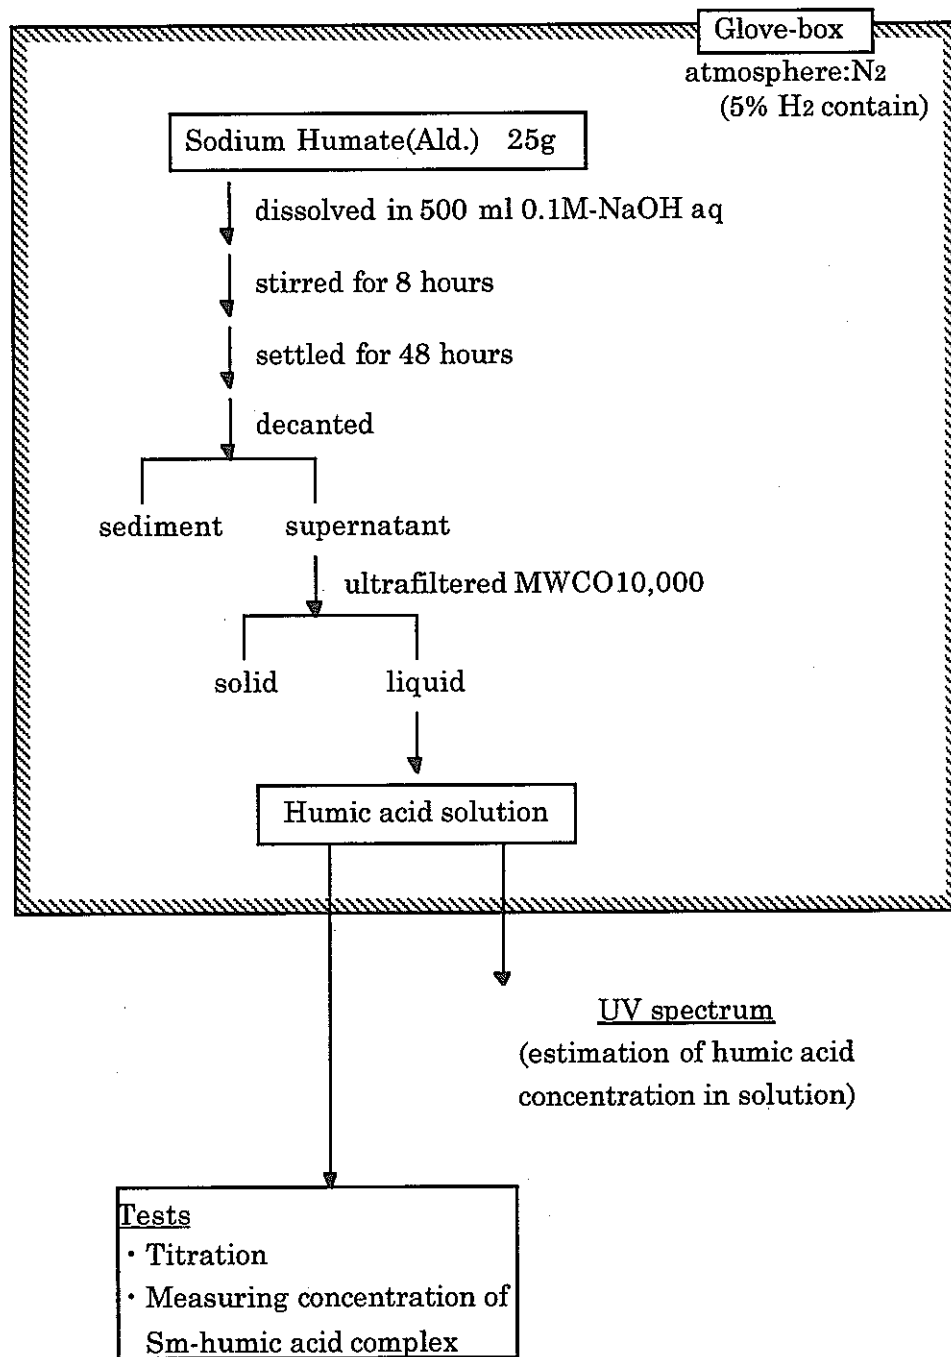 Glove-box
atmosphere:N2
(5% H2 contain)
Sodium Humate(Ald.) 25g
dissolved in 500 ml 0.1M-NaOH aq
stirred for 8 hours
settled for 48 hours
decanted
sediment supernatant
ultrafiltered MWCO10,000
solid liquid
Humic acid solution
UV spectrum
(estimation of humic acid
concentration in solution)
Tests
・Titration
・Measuring concentration of
Sm-humic acid complex